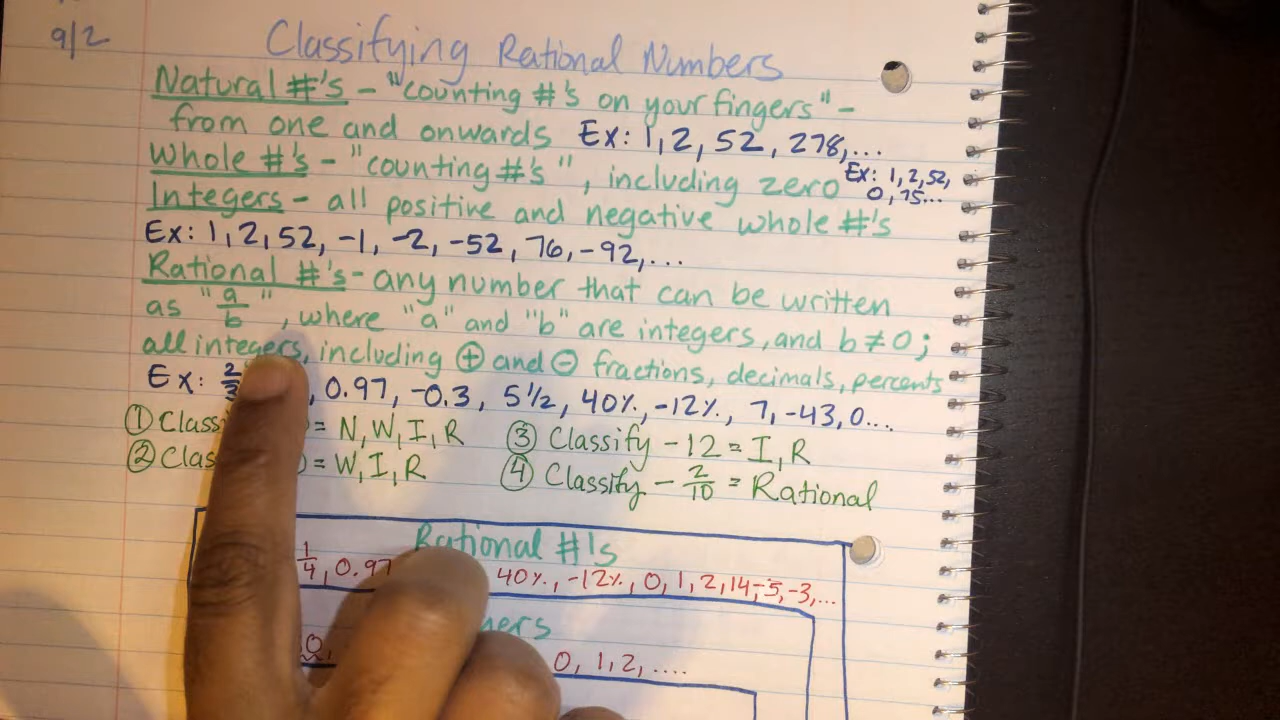 9/2
Classifying Rational Numbers
Natural #'s - "counting #'s on your fingers" -
from one and onwards Ex: 1, 2, 52, 278, ...
Whole #'s - "counting #'s", including zero Ex: 1, 2, 52,
0, 75...
Integers - all positive and negative whole #'s
Ex: 1, 2, 52, -1, -2, -52, 76, -92, ...
Rational #'s - any number that can be written
as "a/b", where "a" and "b" are integers, and b ≠ 0;
all integers, including ⊕ and ⊖ fractions, decimals, percents
Ex: 2/3 , 0.97, -0.3, 5 1/2, 40%, -12%, 7, -43, 0...
① = N, W, I, R ③ Classify -12 = I, R
② = W, I, R ④ Classify - 2/10 = Rational
Rational #'s
1/4, 0.97 40%, -12%, 0, 1, 2, 14, -5, -3, ...
0, 1, 2, ....